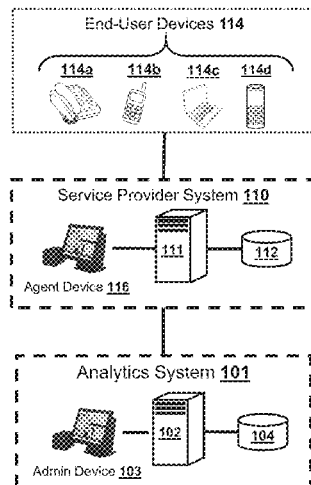 End-User Devices 114
114a 114b 114c 114d
Service Provider System 110
111
112
Agent Device 116
Analytics System 101
102
104
Admin Device 103